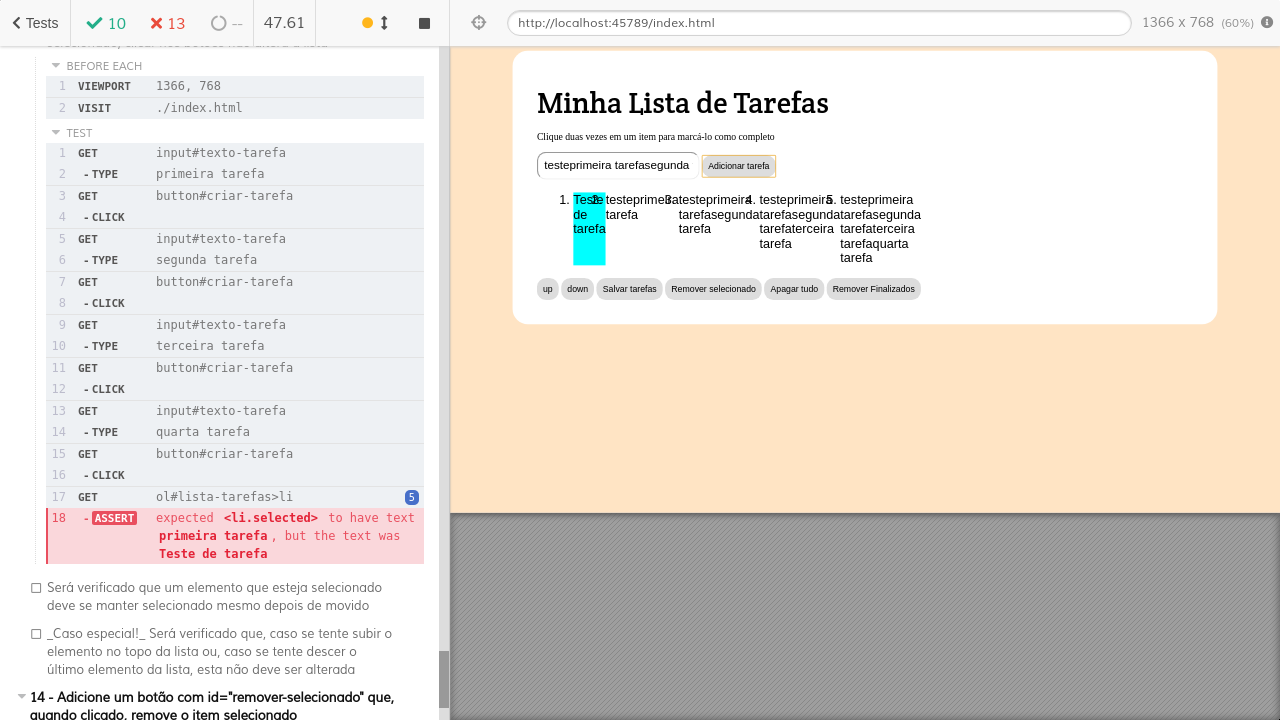 Tests 10 13 -- 47.61
http://localhost:45789/index.html
1366 x 768 (60%)
BEFORE EACH
1 VIEWPORT 1366, 768
2 VISIT ./index.html
TEST
1 GET input#texto-tarefa
2 -TYPE primeira tarefa
3 GET button#criar-tarefa
4 -CLICK
5 GET input#texto-tarefa
6 -TYPE segunda tarefa
7 GET button#criar-tarefa
8 -CLICK
9 GET input#texto-tarefa
10 -TYPE terceira tarefa
11 GET button#criar-tarefa
12 -CLICK
13 GET input#texto-tarefa
14 -TYPE quarta tarefa
15 GET button#criar-tarefa
16 -CLICK
17 GET ol#lista-tarefas>li 5
18 -ASSERT expected <li.selected> to have text
primeira tarefa, but the text was
Teste de tarefa
Será verificado que um elemento que esteja selecionado
deve se manter selecionado mesmo depois de movido
_Caso especial!_ Será verificado que, caso se tente subir o
elemento no topo da lista ou, caso se tente descer o
último elemento da lista, esta não deve ser alterada
14 - Adicione um botão com id="remover-selecionado" que,
quando clicado, remove o item selecionado
Minha Lista de Tarefas
Clique duas vezes em um item para marcá-lo como completo
testeprimeira tarefasegunda Adicionar tarefa
1. Teste
de
tarefa
2. testeprimeira
tarefa
3. testeprimeira
tarefasegunda
tarefa
4. testeprimeira
tarefasegunda
tarefaterceira
tarefa
5. testeprimeira
tarefasegunda
tarefaterceira
tarefaquarta
tarefa
up down Salvar tarefas Remover selecionado Apagar tudo Remover Finalizados